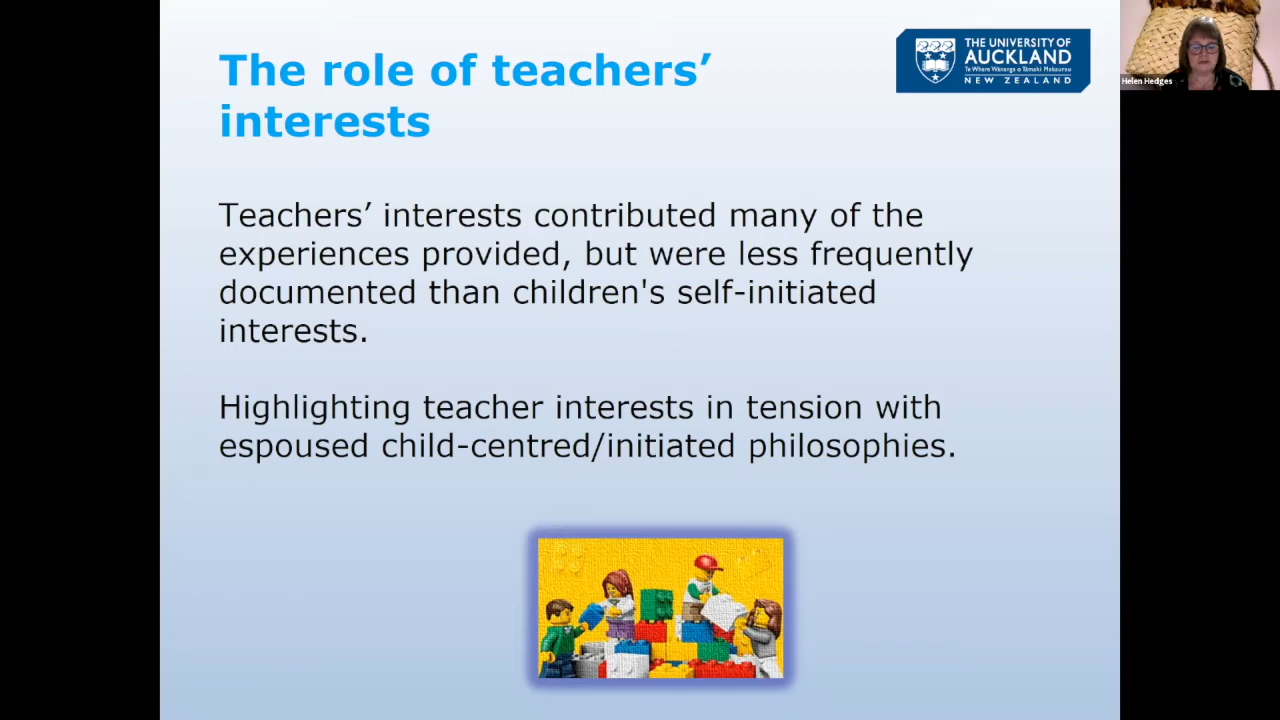 The role of teachers’
interests
THE UNIVERSITY OF
AUCKLAND
Te Whare Wānanga o Tāmaki Makaurau
NEW ZEALAND
Helen Hedges
Teachers’ interests contributed many of the
experiences provided, but were less frequently
documented than children's self-initiated
interests.
Highlighting teacher interests in tension with
espoused child-centred/initiated philosophies.